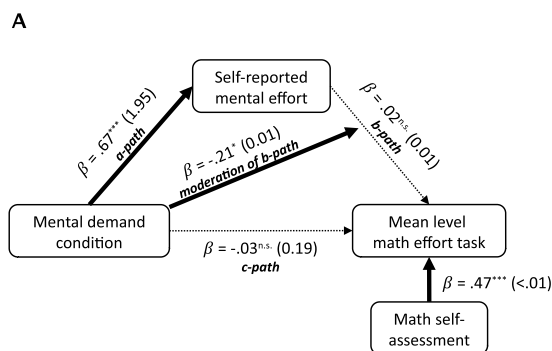 A
Self-reported
mental effort
β = .67*** (1.95)
a-path
β = .02n.s. (0.01)
b-path
β = -.21* (0.01)
moderation of b-path
Mental demand
condition
Mean level
math effort task
β = -.03n.s. (0.19)
c-path
β = .47*** (<.01)
Math self-
assessment